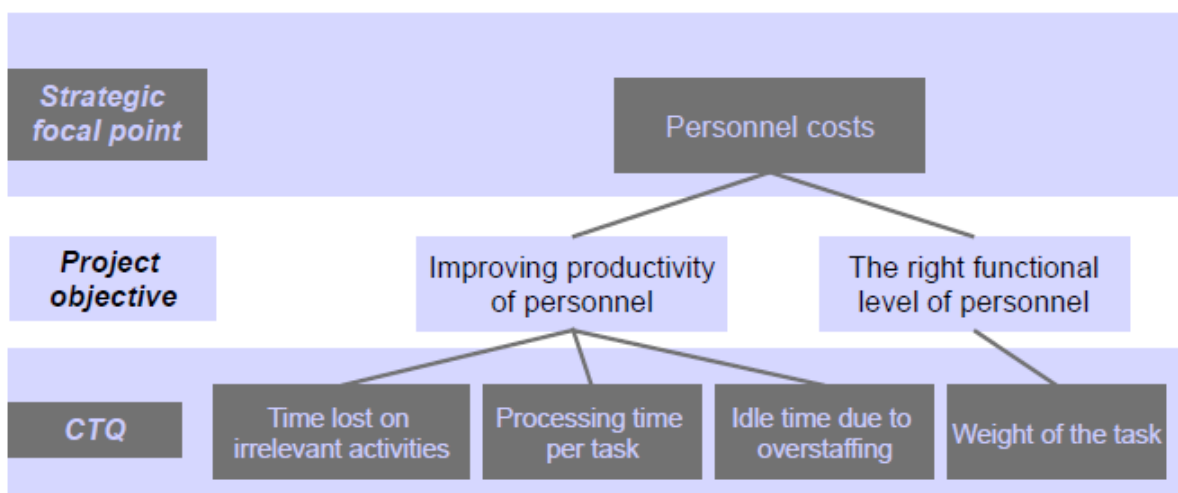 Strategic
focal point
Personnel costs
Project
objective
Improving productivity
of personnel
The right functional
level of personnel
CTQ
Time lost on
irrelevant activities
Processing time
per task
Idle time due to
overstaffing
Weight of the task